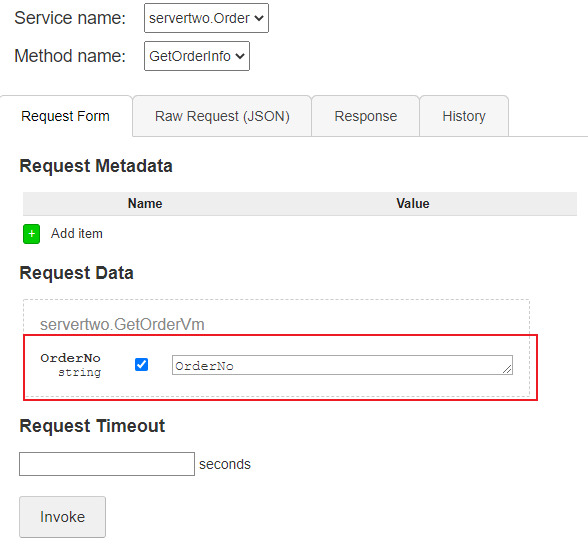 Service name: servertwo.Order
Method name: GetOrderInfo
Request Form Raw Request (JSON) Response History
Request Metadata
Name Value
+ Add item
Request Data
servertwo.GetOrderVm
OrderNo
string
OrderNo
Request Timeout
seconds
Invoke